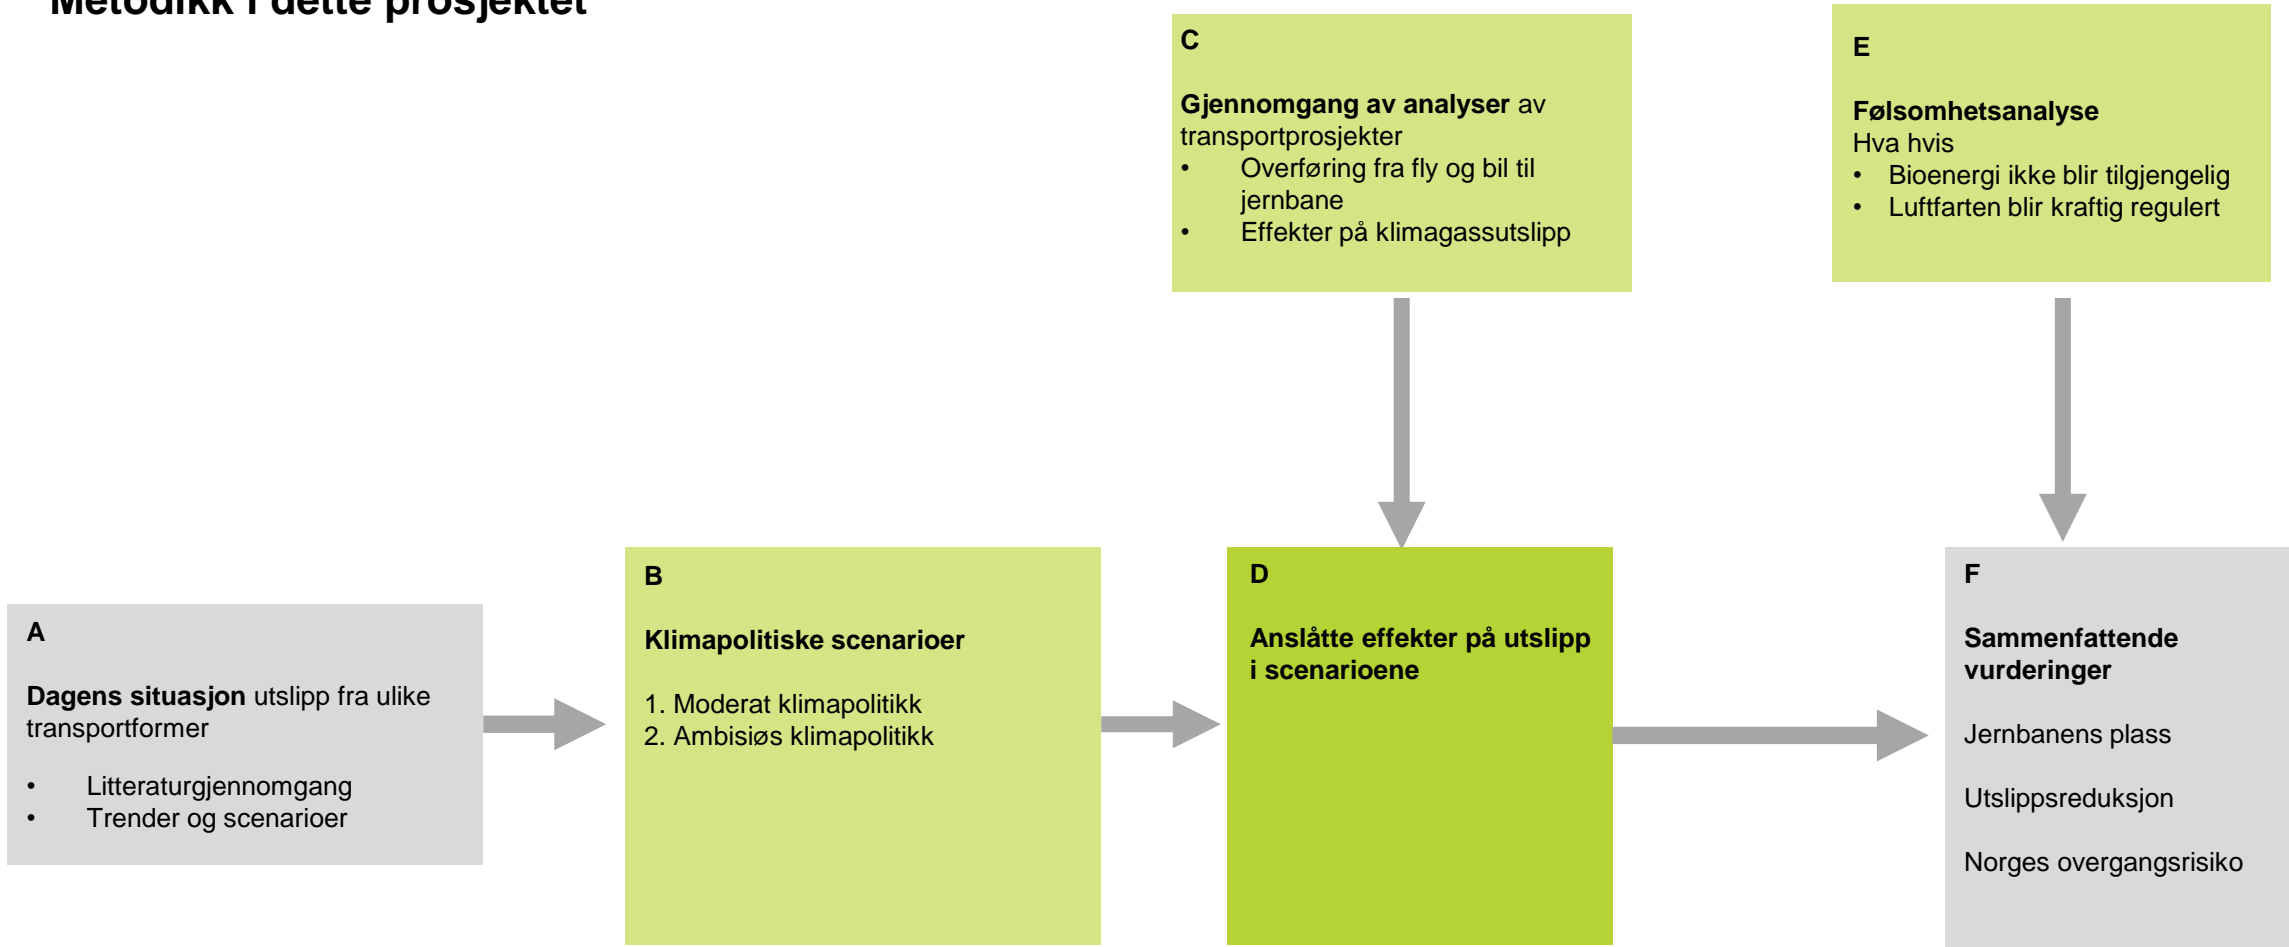 Metodikk i dette prosjektet
A
Dagens situasjon utslipp fra ulike
transportformer
• Litteraturgjennomgang
• Trender og scenarioer
B
Klimapolitiske scenarioer
1. Moderat klimapolitikk
2. Ambisiøs klimapolitikk
C
Gjennomgang av analyser av
transportprosjekter
• Overføring fra fly og bil til
jernbane
• Effekter på klimagassutslipp
D
Anslåtte effekter på utslipp
i scenarioene
E
Følsomhetsanalyse
Hva hvis
• Bioenergi ikke blir tilgjengelig
• Luftfarten blir kraftig regulert
F
Sammenfattende
vurderinger
Jernbanens plass
Utslippsreduksjon
Norges overgangsrisiko